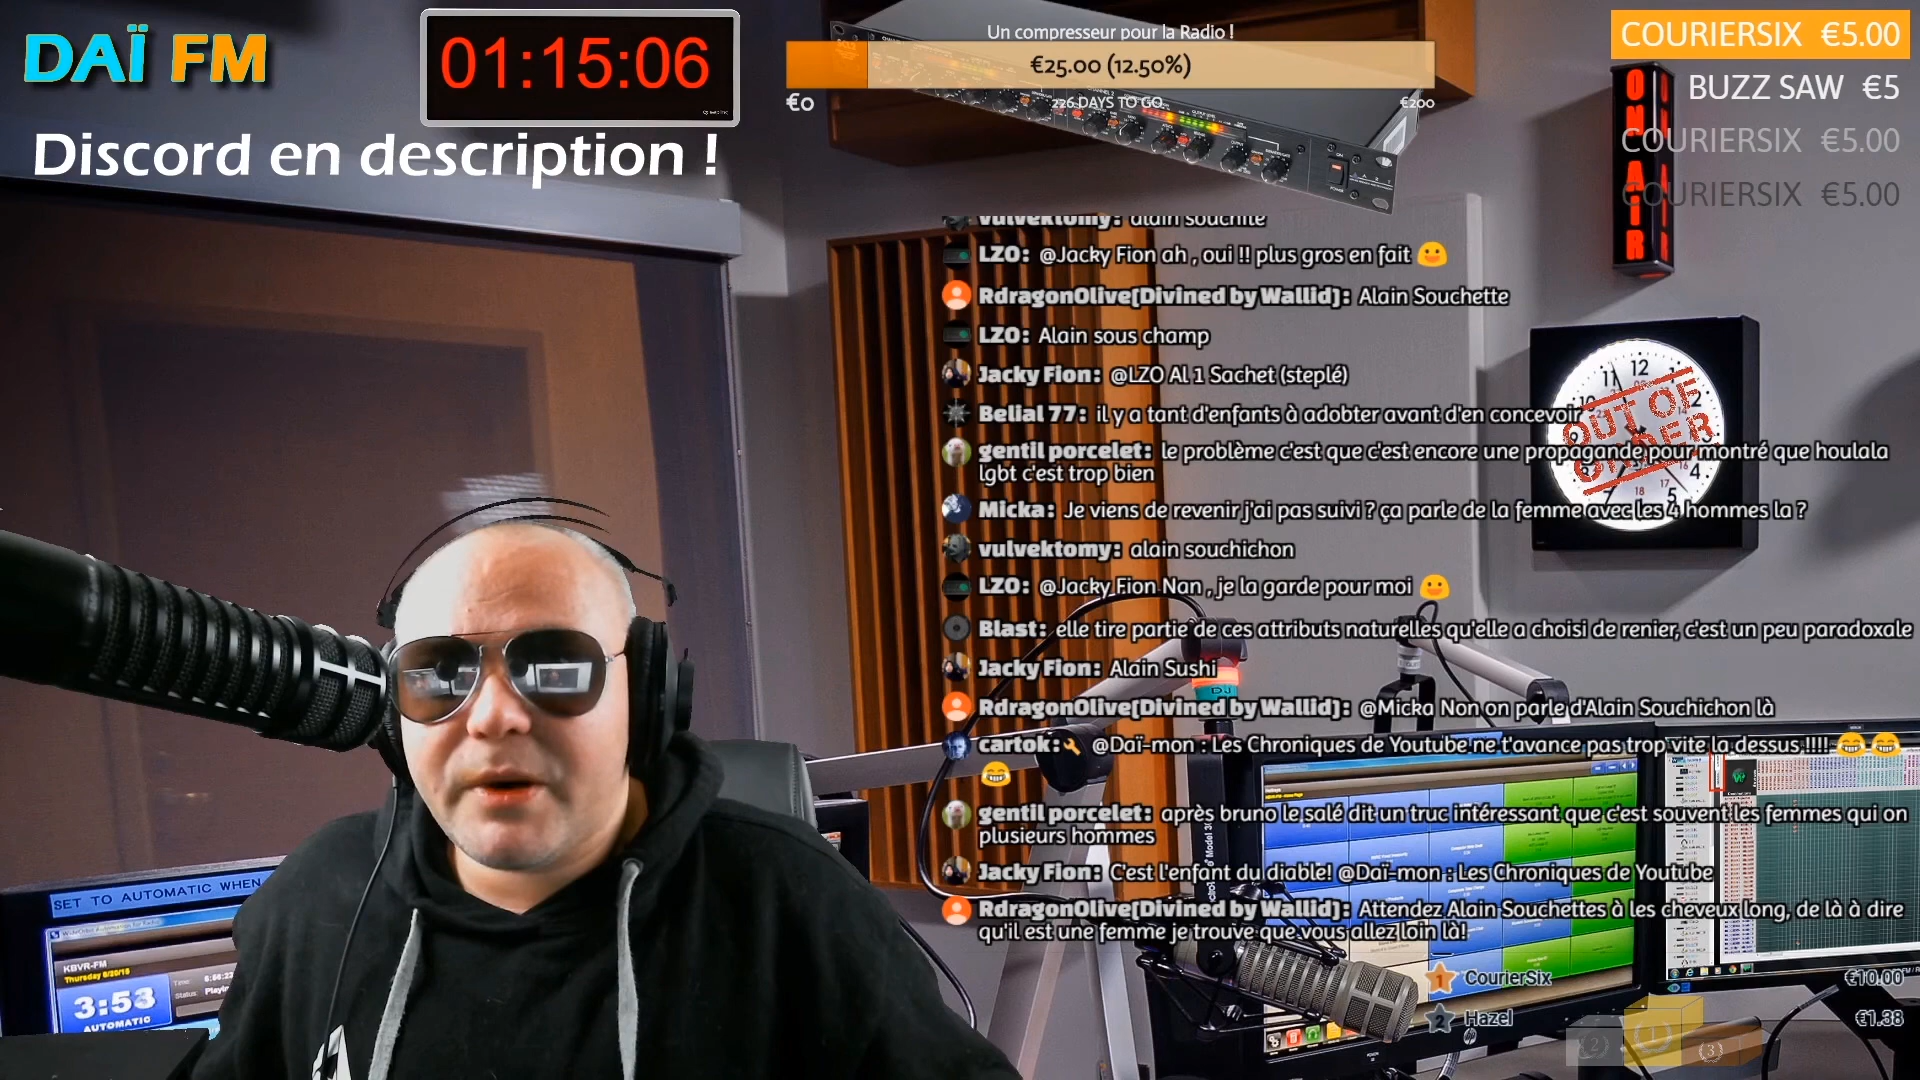 DAÏ FM
01:15:06
Discord en description !
Un compresseur pour la Radio !
€25.00 (12.50%)
€0
226 DAYS TO GO
€200
COURIERSIX €5.00
BUZZ SAW €5
COURIERSIX €5.00
COURIERSIX €5.00
ON AIR
vulvektomy: alain souchite
LZO: @Jacky Fion ah , oui !! plus gros en fait 😃
RdragonOlive[Divined by Wallid]: Alain Souchette
LZO: Alain sous champ
Jacky Fion: @LZO Al 1 Sachet (steplé)
Belial 77: il y a tant d'enfants à adobter avant d'en concevoir
gentil porcelet: le problème c'est que c'est encore une propagande pour montré que houlala
lgbt c'est trop bien
Micka: Je viens de revenir j'ai pas suivi ? ça parle de la femme avec les 4 hommes la ?
vulvektomy: alain souchichon
LZO: @Jacky Fion Nan , je la garde pour moi 😃
Blast: elle tire partie de ces attributs naturelles qu'elle a choisi de renier, c'est un peu paradoxale
Jacky Fion: Alain Sushi
RdragonOlive[Divined by Wallid]: @Micka Non on parle d'Alain Souchichon là
cartok: 🔧 @Daï-mon : Les Chroniques de Youtube ne t'avance pas trop vite la dessus !!!! 😂 😂
😂
gentil porcelet: après bruno le salé dit un truc intéressant que c'est souvent les femmes qui on
plusieurs hommes
Jacky Fion: C'est l'enfant du diable! @Daï-mon : Les Chroniques de Youtube
RdragonOlive[Divined by Wallid]: Attendez Alain Souchettes à les cheveux long, de là à dire
qu'il est une femme je trouve que vous allez loin là!
OUT OF
ORDER
DJ
SET TO AUTOMATIC WHEN
KBVR-FM
3:53
AUTOMATIC
1 CourierSix €10.00
2 Hazel €1.38